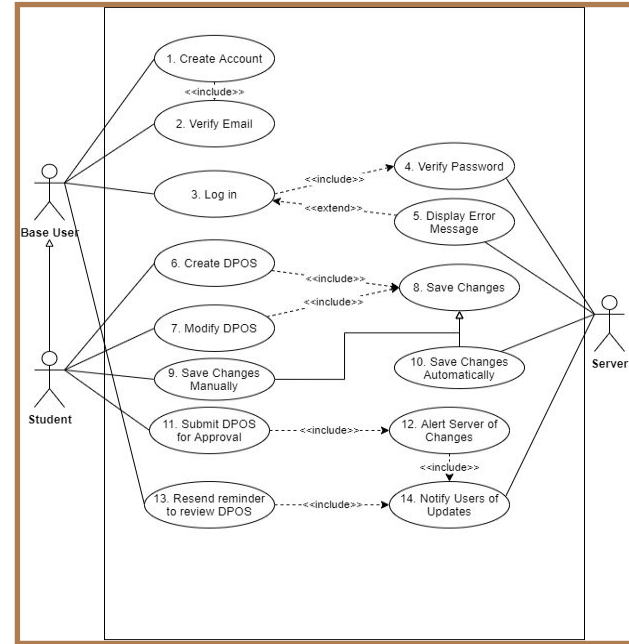 1. Create Account
<<include>>
2. Verify Email
3. Log in
<<include>>
4. Verify Password
<<extend>>
5. Display Error
Message
Base User
6. Create DPOS
<<include>>
8. Save Changes
<<include>>
7. Modify DPOS
9. Save Changes
Manually
10. Save Changes
Automatically
Server
Student
11. Submit DPOS
for Approval
<<include>>
12. Alert Server of
Changes
<<include>>
13. Resend reminder
to review DPOS
<<include>>
14. Notify Users of
Updates